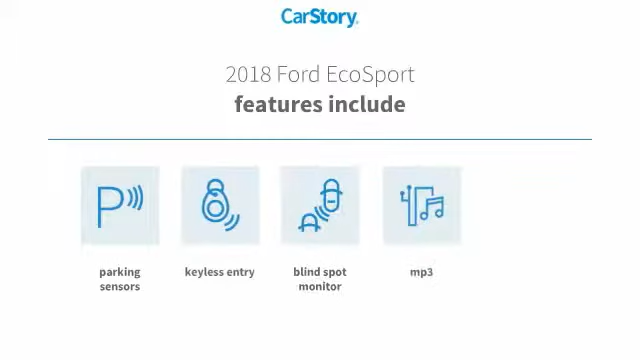 CarStory
2018 Ford EcoSport
features include
parking
sensors
keyless entry
blind spot
monitor
mp3